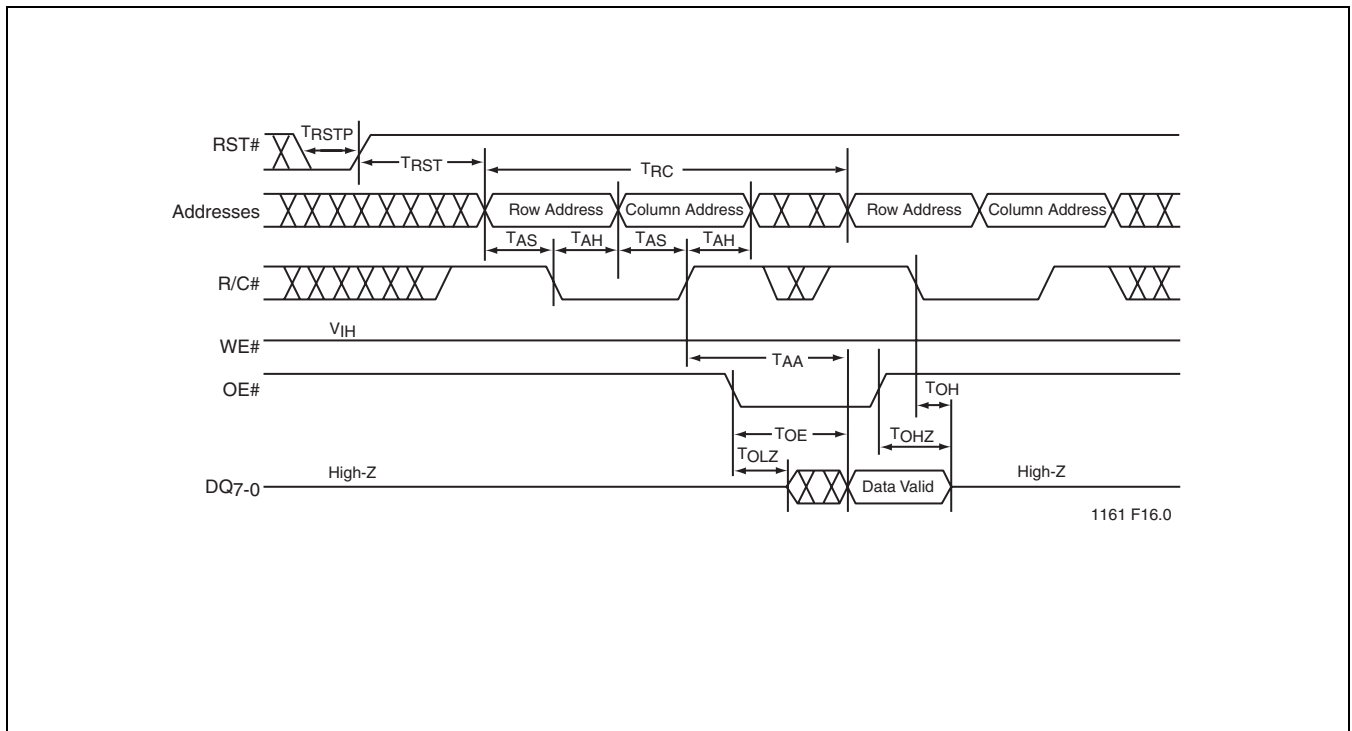 RST#
TRSTP
TRST
TRC
Addresses
Row Address
Column Address
Row Address
Column Address
TAS
TAH
TAS
TAH
R/C#
VIH
WE#
TAA
OE#
TOH
TOE
TOHZ
TOLZ
High-Z
DQ7-0
Data Valid
High-Z
1161 F16.0